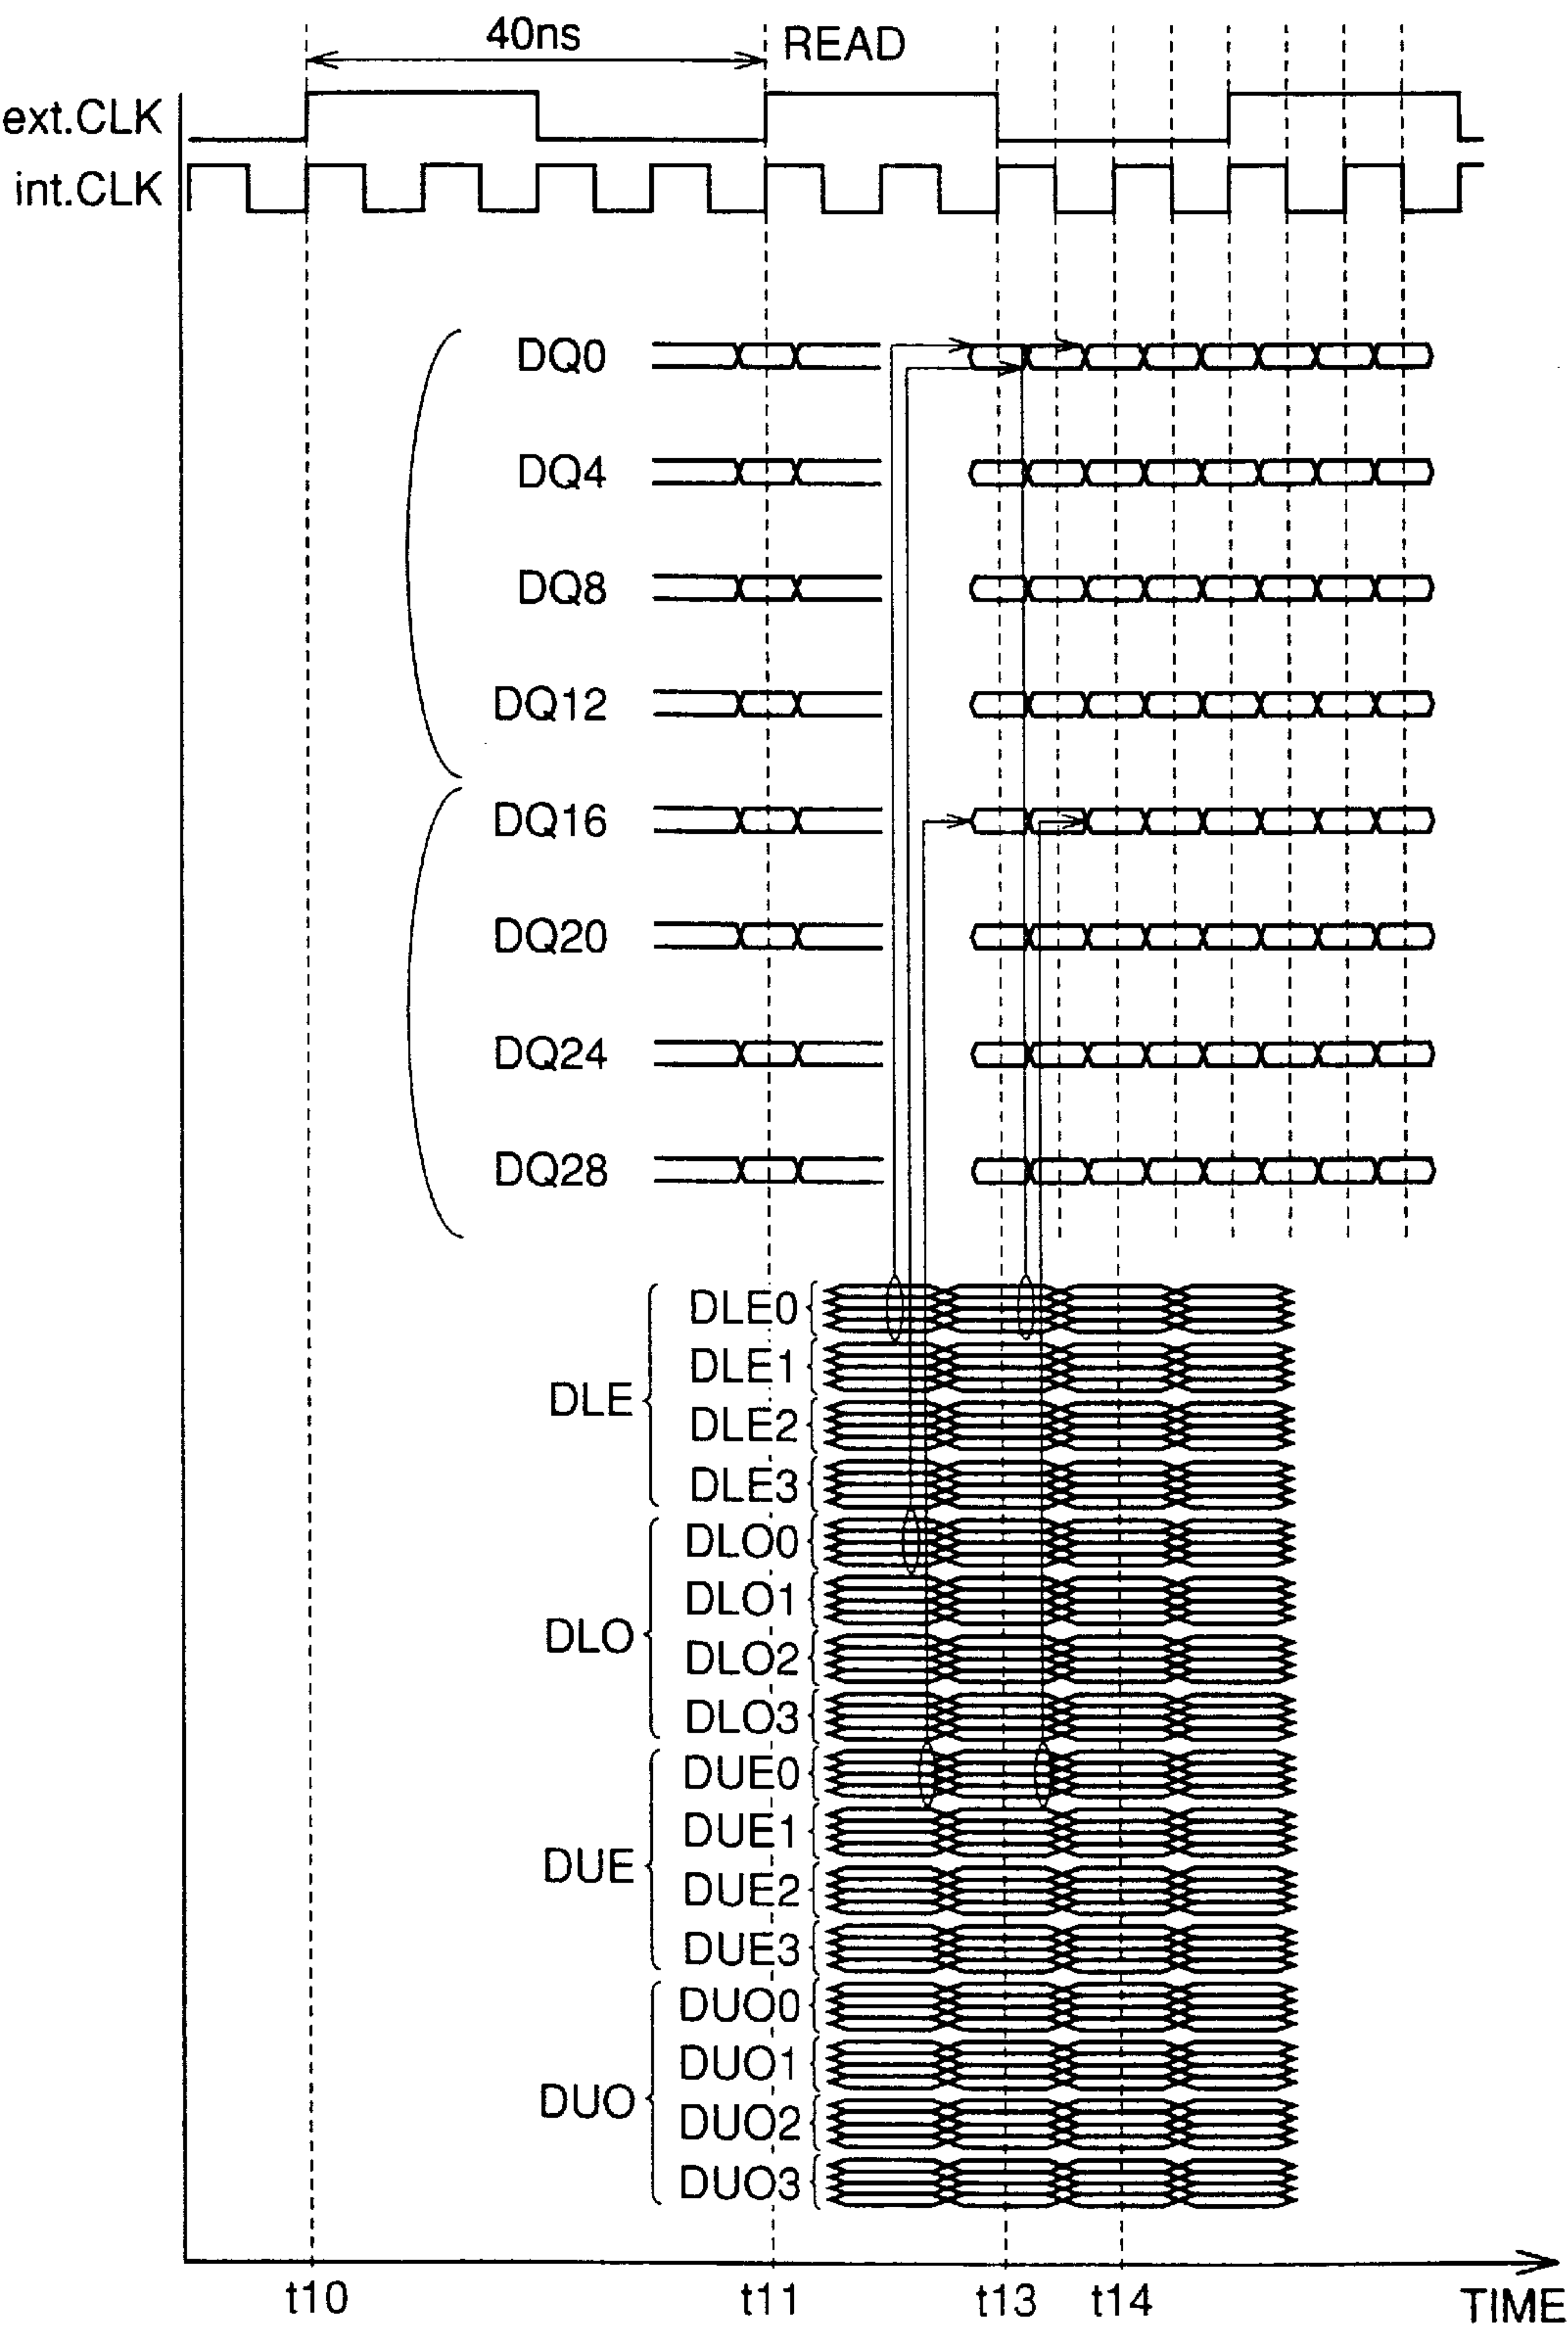 40ns
READ
ext.CLK
int.CLK
DQ0
DQ4
DQ8
DQ12
DQ16
DQ20
DQ24
DQ28
DLE
DLE0
DLE1
DLE2
DLE3
DLO
DLO0
DLO1
DLO2
DLO3
DUE
DUE0
DUE1
DUE2
DUE3
DUO
DUO0
DUO1
DUO2
DUO3
t10 t11 t13 t14 TIME